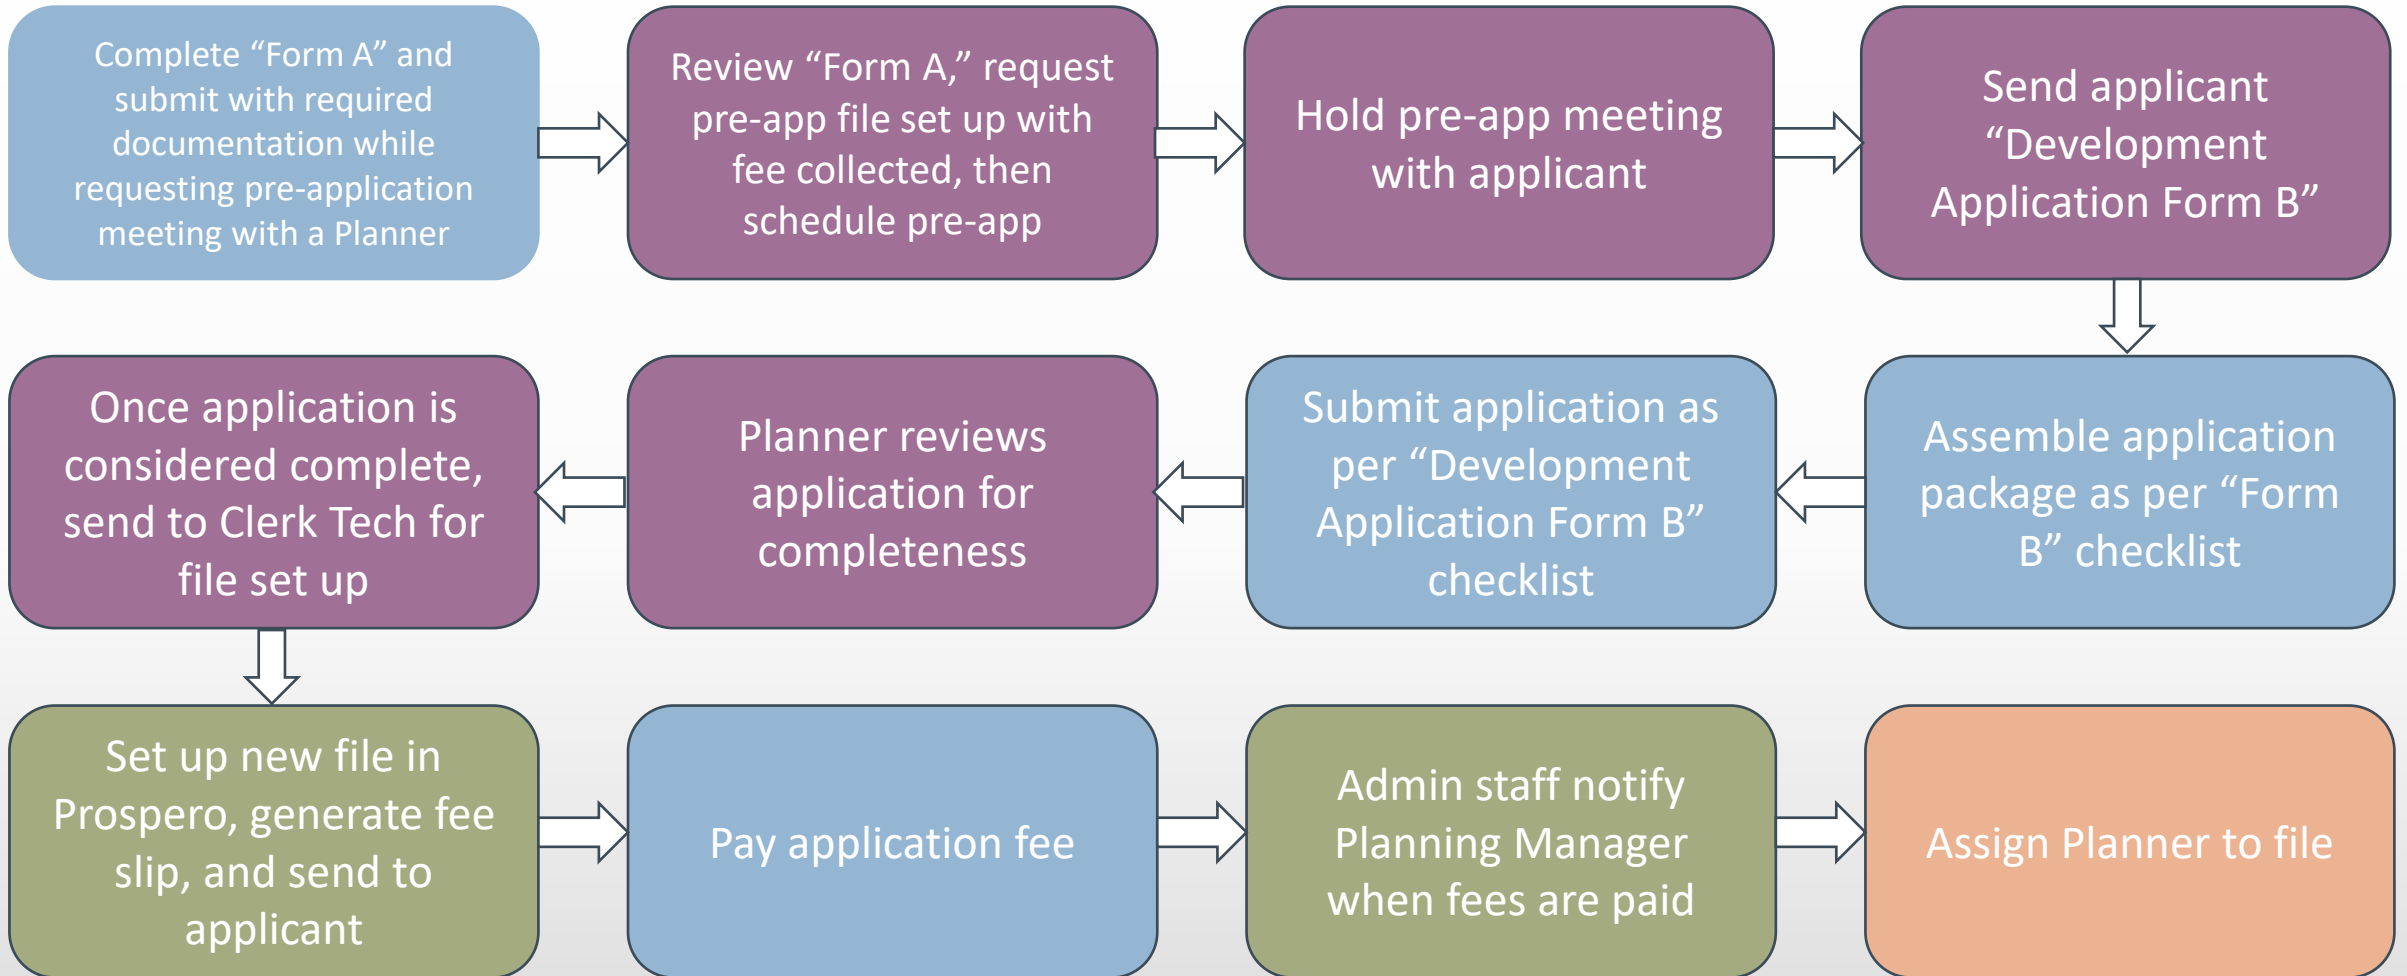 Complete “Form A” and
submit with required
documentation while
requesting pre-application
meeting with a Planner
Review “Form A,” request
pre-app file set up with
fee collected, then
schedule pre-app
Hold pre-app meeting
with applicant
Send applicant
“Development
Application Form B”
Assemble application
package as per “Form
B” checklist
Submit application as
per “Development
Application Form B”
checklist
Planner reviews
application for
completeness
Once application is
considered complete,
send to Clerk Tech for
file set up
Set up new file in
Prospero, generate fee
slip, and send to
applicant
Pay application fee
Admin staff notify
Planning Manager
when fees are paid
Assign Planner to file